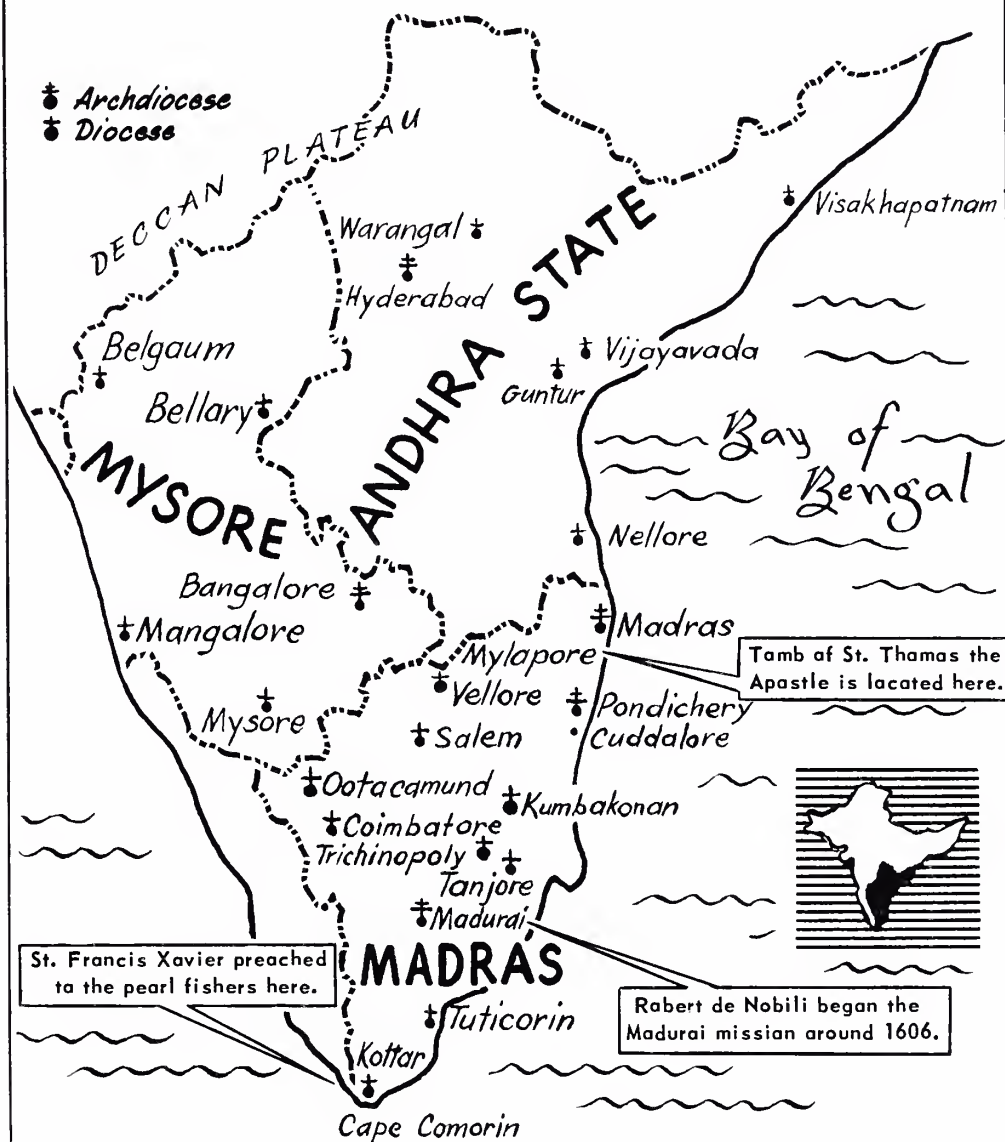 Archdiocese
Diocese
DECCAN PLATEAU
Warangal
Hyderabad
Visakhapatnam
ANDHRA STATE
Belgaum
Bellary
Vijayavada
Guntur
MYSORE
Bay of
Bengal
Nellore
Bangalore
Mangalore
Madras
Mylapore
Tamb af St. Thamas the
Apastle is lacated here.
Vellore
Mysore
Pondichery
Salem
Cuddalore
Ootacamund
Kumbakonan
Coimbatore
Trichinopoly
Tanjore
Madurai
MADRAS
St. Francis Xavier preached
ta the pearl fishers here.
Rabert de Nobili began the
Madurai missian around 1606.
Tuticorin
Kottar
Cape Comorin